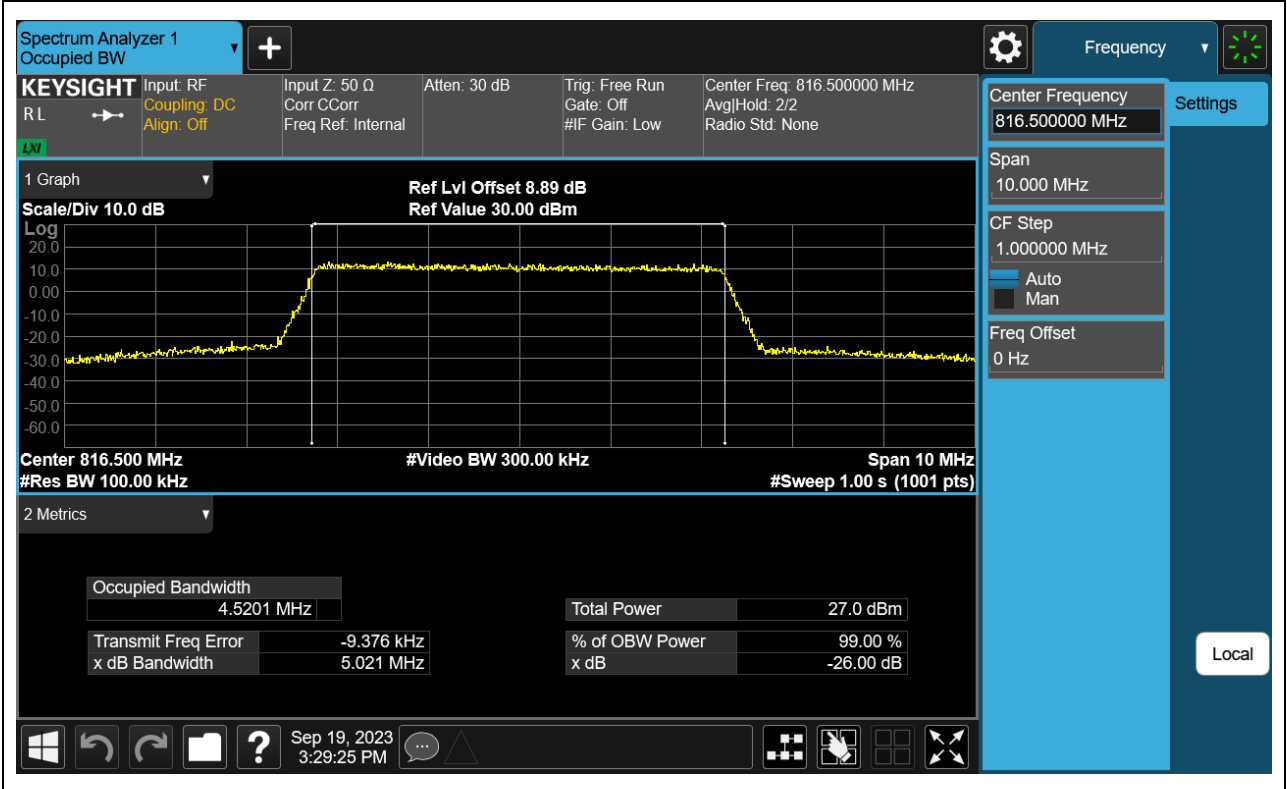 Spectrum Analyzer 1
Occupied BW
+
Frequency
KEYSIGHT
R L
LXI
Input: RF
Coupling: DC
Align: Off
Input Z: 50 Ω
Corr CCorr
Freq Ref: Internal
Atten: 30 dB
Trig: Free Run
Gate: Off
#IF Gain: Low
Center Freq: 816.500000 MHz
Avg|Hold: 2/2
Radio Std: None
Center Frequency
816.500000 MHz
Settings
Span
10.000 MHz
CF Step
1.000000 MHz
Auto
Man
Freq Offset
0 Hz
Local
1 Graph
Scale/Div 10.0 dB
Ref Lvl Offset 8.89 dB
Ref Value 30.00 dBm
Log
20.0
10.0
0.00
-10.0
-20.0
-30.0
-40.0
-50.0
-60.0
Center 816.500 MHz
#Video BW 300.00 kHz
Span 10 MHz
#Res BW 100.00 kHz
#Sweep 1.00 s (1001 pts)
2 Metrics
Occupied Bandwidth
4.5201 MHz
Total Power 27.0 dBm
Transmit Freq Error -9.376 kHz
% of OBW Power 99.00 %
x dB Bandwidth 5.021 MHz
x dB -26.00 dB
?
Sep 19, 2023
3:29:25 PM